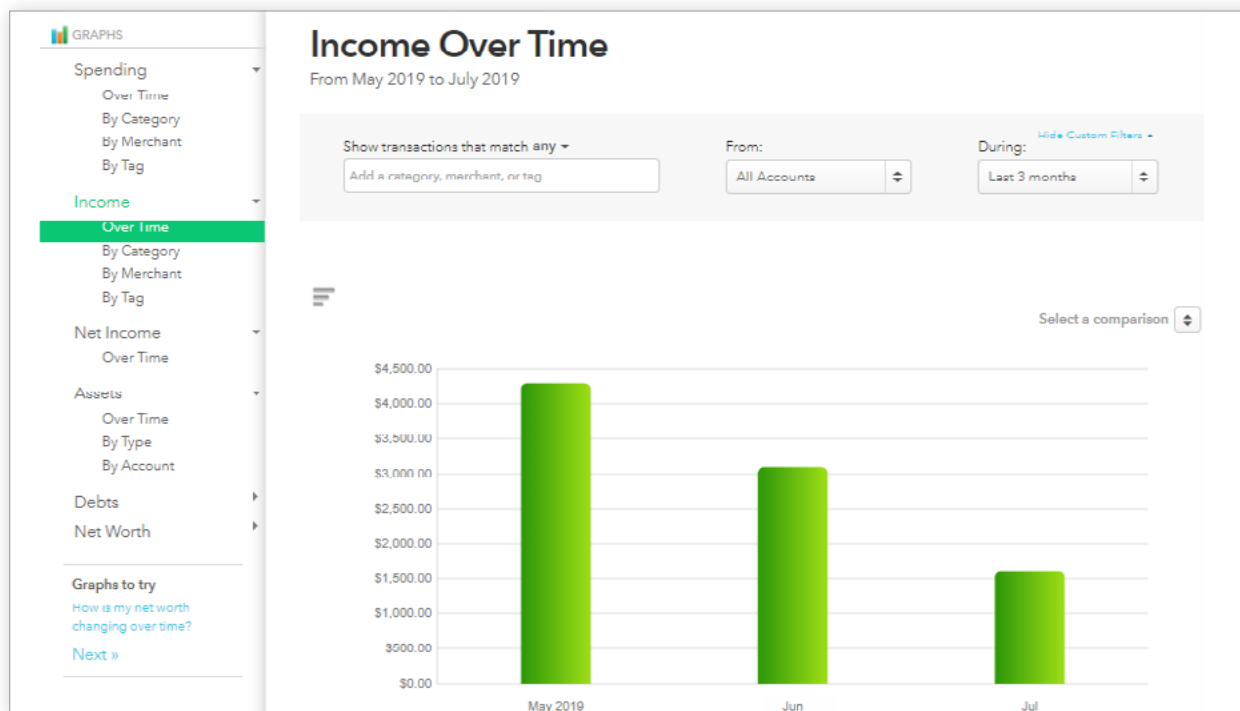 GRAPHS
Spending
Over Time
By Category
By Merchant
By Tag
Income
Over Time
By Category
By Merchant
By Tag
Net Income
Over Time
Assets
Over Time
By Type
By Account
Debts
Net Worth
Graphs to try
How is my net worth
changing over time?
Next »
Income Over Time
From May 2019 to July 2019
Hide Custom Filters
Show transactions that match any
From:
During:
Add a category, merchant, or tag
All Accounts
Last 3 months
Select a comparison
$4,500.00
$4,000.00
$3,500.00
$3,000.00
$2,500.00
$2,000.00
$1,500.00
$1,000.00
$500.00
$0.00
May 2019 Jun Jul